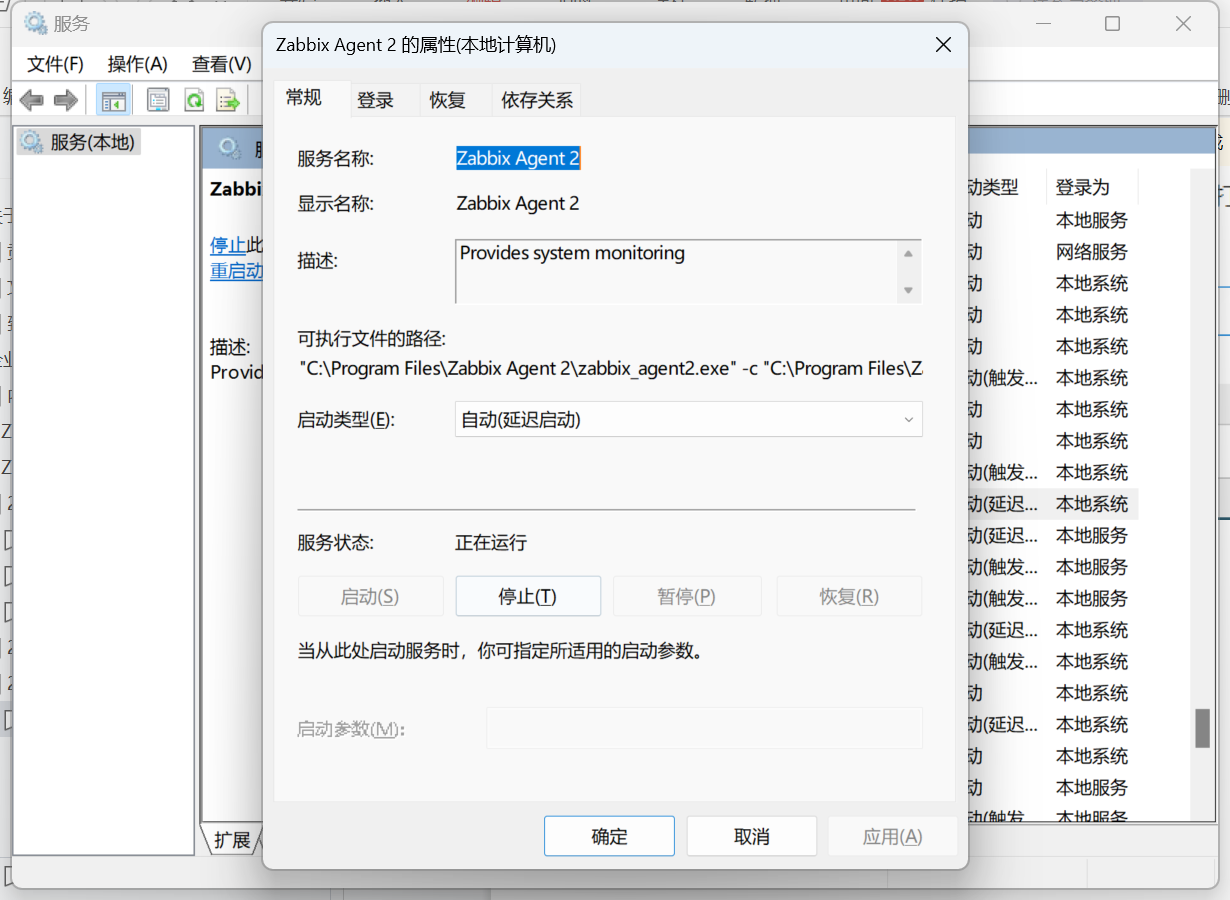 服务
文件(F) 操作(A) 查看(V)
服务(本地)
Zabbi
停止此
重启动
描述:
Provid
扩展
Zabbix Agent 2 的属性(本地计算机)
常规 登录 恢复 依存关系
服务名称: Zabbix Agent 2
显示名称: Zabbix Agent 2
描述: Provides system monitoring
可执行文件的路径:
"C:\Program Files\Zabbix Agent 2\zabbix_agent2.exe" -c "C:\Program Files\Z
启动类型(E): 自动(延迟启动)
服务状态: 正在运行
启动(S) 停止(T) 暂停(P) 恢复(R)
当从此处启动服务时，你可指定所适用的启动参数。
启动参数(M):
确定 取消 应用(A)
动类型 登录为
动 本地服务
动 网络服务
动 本地系统
动 本地系统
动 本地系统
动(触发... 本地系统
动 本地系统
动 本地系统
动(触发... 本地系统
动(延迟... 本地系统
动(延迟... 本地服务
动(触发... 本地服务
动(触发... 本地服务
动(延迟... 本地系统
动(触发... 本地系统
动 本地系统
动(延迟... 本地系统
动 本地系统
动 本地服务
动(触发 本地服务